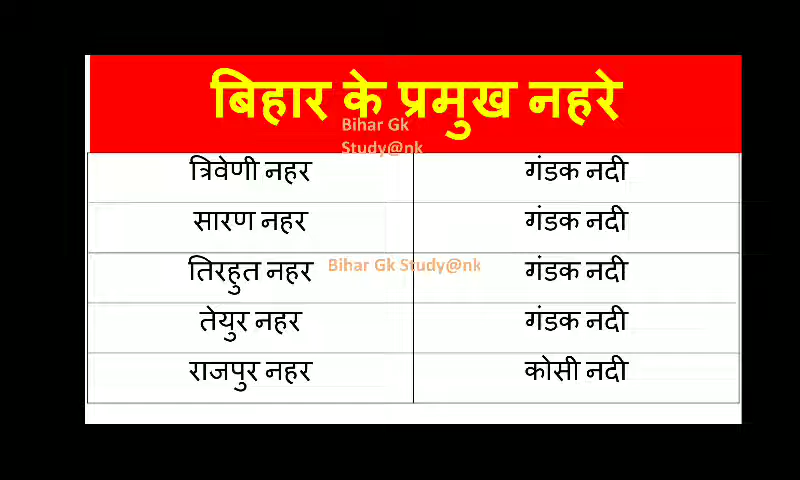 बिहार के प्रमुख नहरे
Bihar Gk
Study@nk
त्रिवेणी नहर गंडक नदी
सारण नहर गंडक नदी
तिरहुत नहर गंडक नदी
Bihar Gk Study@nk
तेयुर नहर गंडक नदी
राजपुर नहर कोसी नदी